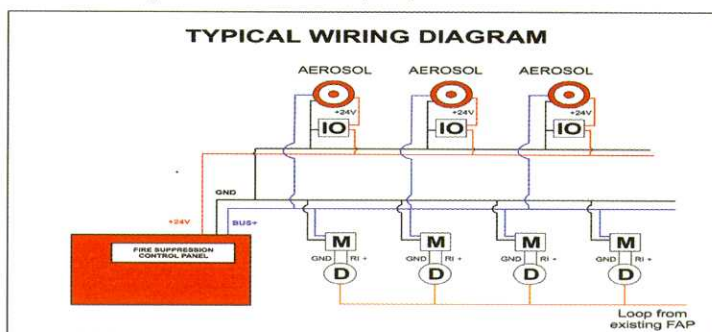 TYPICAL WIRING DIAGRAM
AEROSOL AEROSOL AEROSOL
+24V +24V +24V
IO IO IO
GND
+24V
BUS+
FIRE SUPPRESSION
CONTROL PANEL
M M M M
GND RI + GND RI + GND RI + GND RI +
D D D D
Loop from
existing FAP